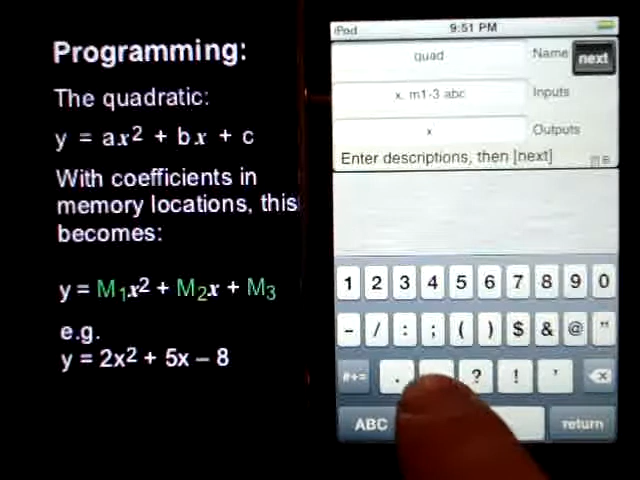 Programming:
The quadratic:
y = ax2 + bx + c
With coefficients in
memory locations, this
becomes:
y = M1x2 + M2x + M3
e.g.
y = 2x2 + 5x – 8
iPod 9:51 PM
quad Name next
x, m1-3 abc Inputs
x Outputs
Enter descriptions, then [next]
1 2 3 4 5 6 7 8 9 0
- / : ; ( ) $ & @ "
#+= . ? ! '
ABC return